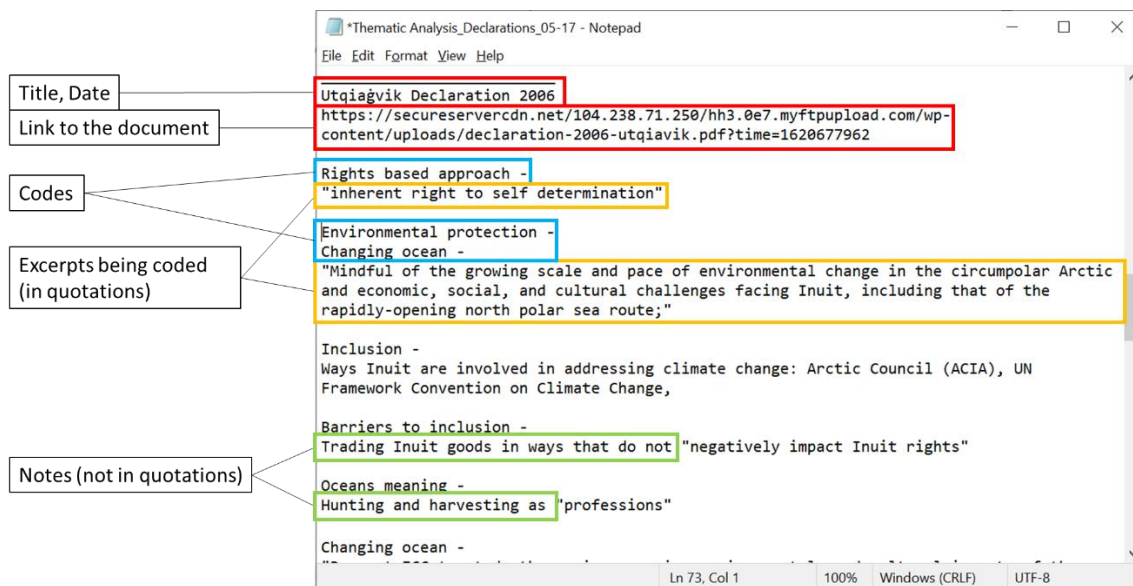 *Thematic Analysis_Declarations_05-17 - Notepad
File Edit Format View Help
Title, Date
Link to the document
Codes
Excerpts being coded
(in quotations)
Notes (not in quotations)
Utqiaġvik Declaration 2006
https://secureservercdn.net/104.238.71.250/hh3.0e7.myftpupload.com/wp-
content/uploads/declaration-2006-utqiavik.pdf?time=1620677962
Rights based approach -
"inherent right to self determination"
Environmental protection -
Changing ocean -
"Mindful of the growing scale and pace of environmental change in the circumpolar Arctic
and economic, social, and cultural challenges facing Inuit, including that of the
rapidly-opening north polar sea route;"
Inclusion -
Ways Inuit are involved in addressing climate change: Arctic Council (ACIA), UN
Framework Convention on Climate Change,
Barriers to inclusion -
Trading Inuit goods in ways that do not "negatively impact Inuit rights"
Oceans meaning -
Hunting and harvesting as "professions"
Changing ocean -
Ln 73, Col 1 100% Windows (CRLF) UTF-8